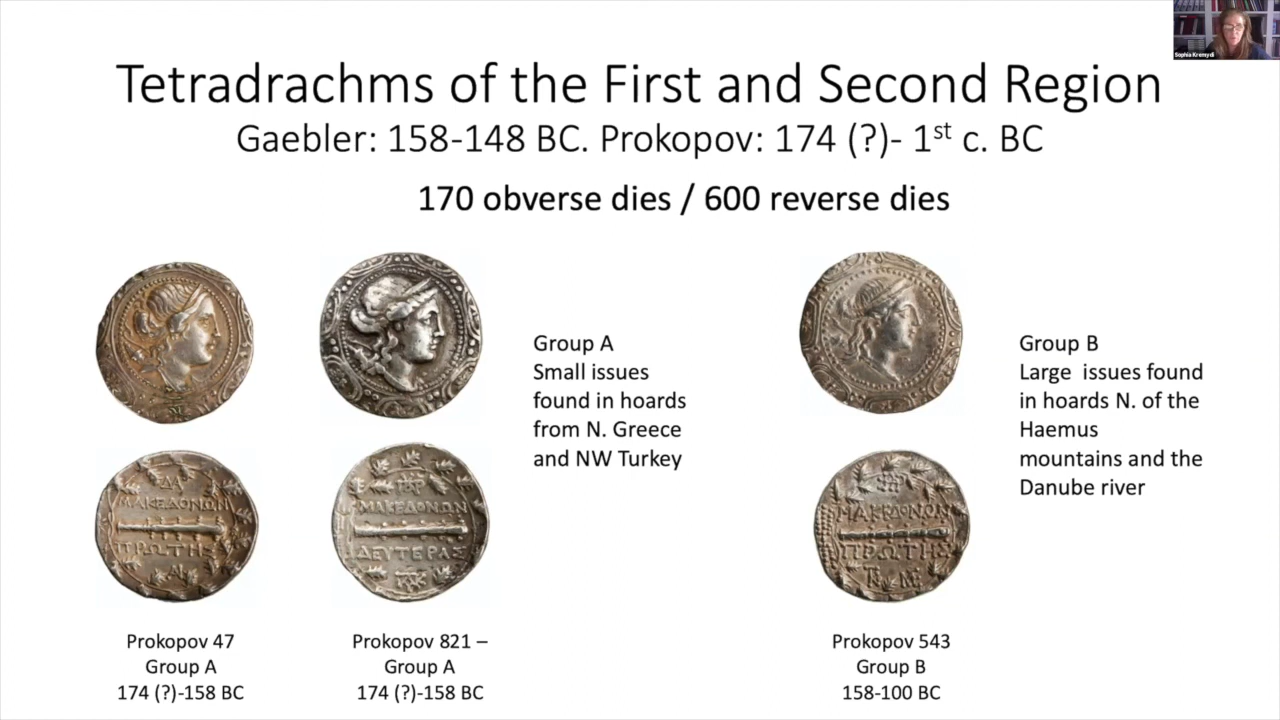 Sophia Kremydi
Tetradrachms of the First and Second Region
Gaebler: 158-148 BC. Prokopov: 174 (?)- 1st c. BC
170 obverse dies / 600 reverse dies
Group A
Small issues
found in hoards
from N. Greece
and NW Turkey
Group B
Large issues found
in hoards N. of the
Haemus
mountains and the
Danube river
ΜΑΚΕΔΟΝΩΝ
ΠΡΩΤΗΣ
ΜΑΚΕΔΟΝΩΝ
ΔΕΥΤΕΡΑΣ
ΜΑΚΕΔΟΝΩΝ
ΠΡΩΤΗΣ
Prokopov 47
Group A
174 (?)-158 BC
Prokopov 821 –
Group A
174 (?)-158 BC
Prokopov 543
Group B
158-100 BC